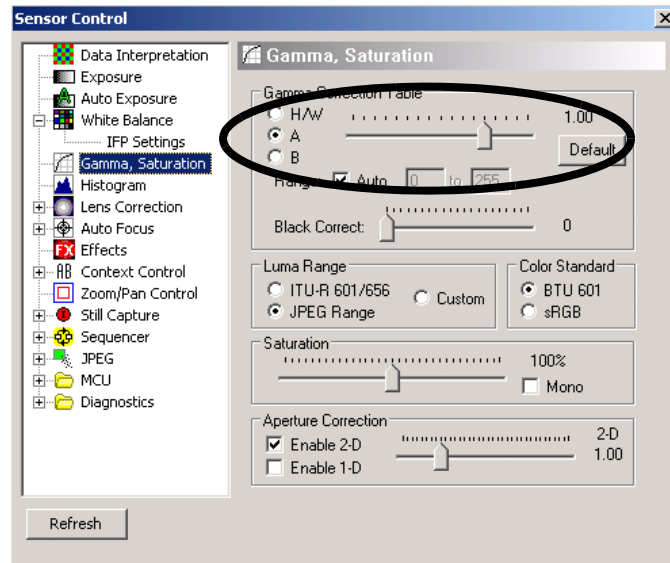 Sensor Control
Data Interpretation
Exposure
Auto Exposure
White Balance
IFP Settings
Gamma, Saturation
Histogram
Lens Correction
Auto Focus
FX Effects
AB Context Control
Zoom/Pan Control
Still Capture
Sequencer
JPEG
MCU
Diagnostics
Refresh
Gamma, Saturation
Gamma Correction Table
H/W 1.00
A
Default
B
Range: Auto 0 to 255
Black Correct: 0
Luma Range
ITU-R 601/656
Custom
JPEG Range
Color Standard
BTU 601
sRGB
Saturation
100%
Mono
Aperture Correction
Enable 2-D 2-D
1.00
Enable 1-D